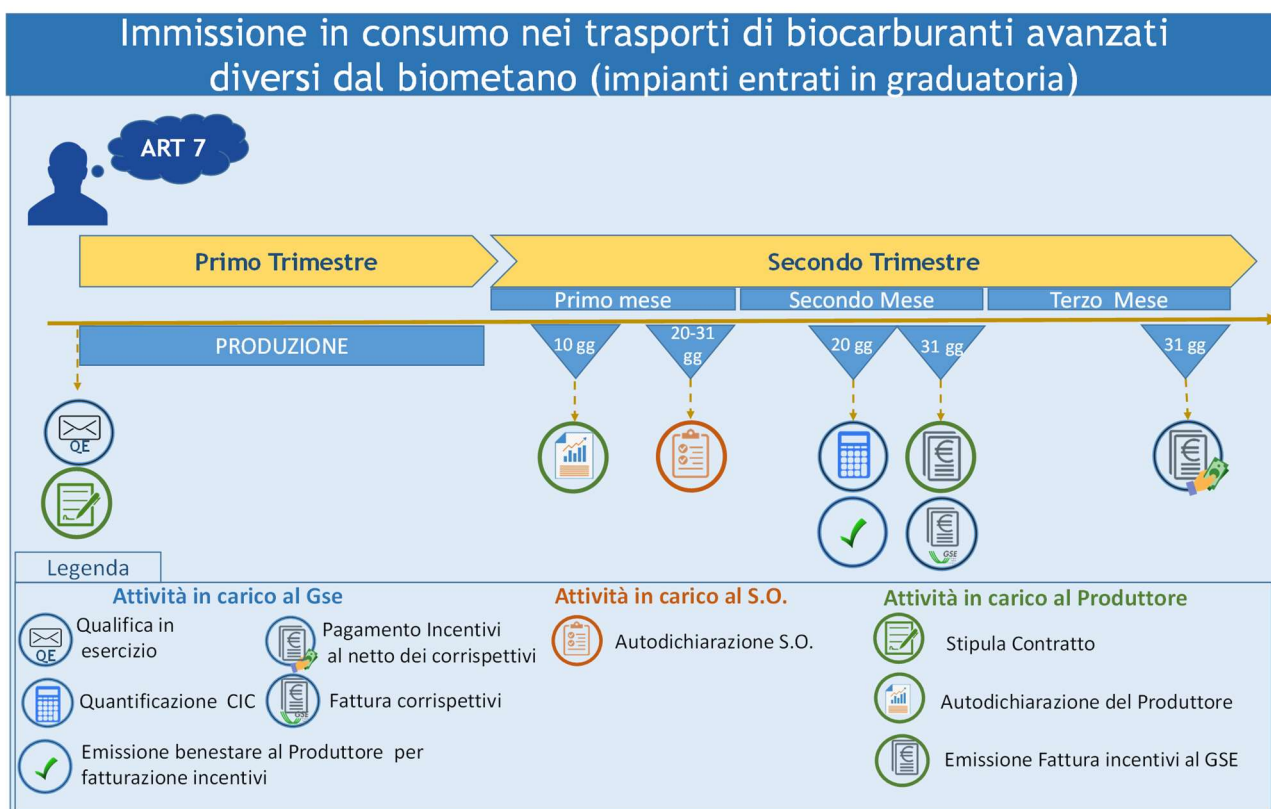 Immissione in consumo nei trasporti di biocarburanti avanzati
diversi dal biometano (impianti entrati in graduatoria)
ART 7
Primo Trimestre
Secondo Trimestre
Primo mese
Secondo Mese
Terzo Mese
PRODUZIONE
10 gg
20-31
gg
20 gg
31 gg
31 gg
QE
€
€
€
GSE
Legenda
Attività in carico al Gse
QE
Qualifica in
esercizio
€
Pagamento Incentivi
al netto dei corrispettivi
Quantificazione CIC
€
GSE
Fattura corrispettivi
Emissione benestare al Produttore per
fatturazione incentivi
Attività in carico al S.O.
Autodichiarazione S.O.
Attività in carico al Produttore
Stipula Contratto
Autodichiarazione del Produttore
€
Emissione Fattura incentivi al GSE